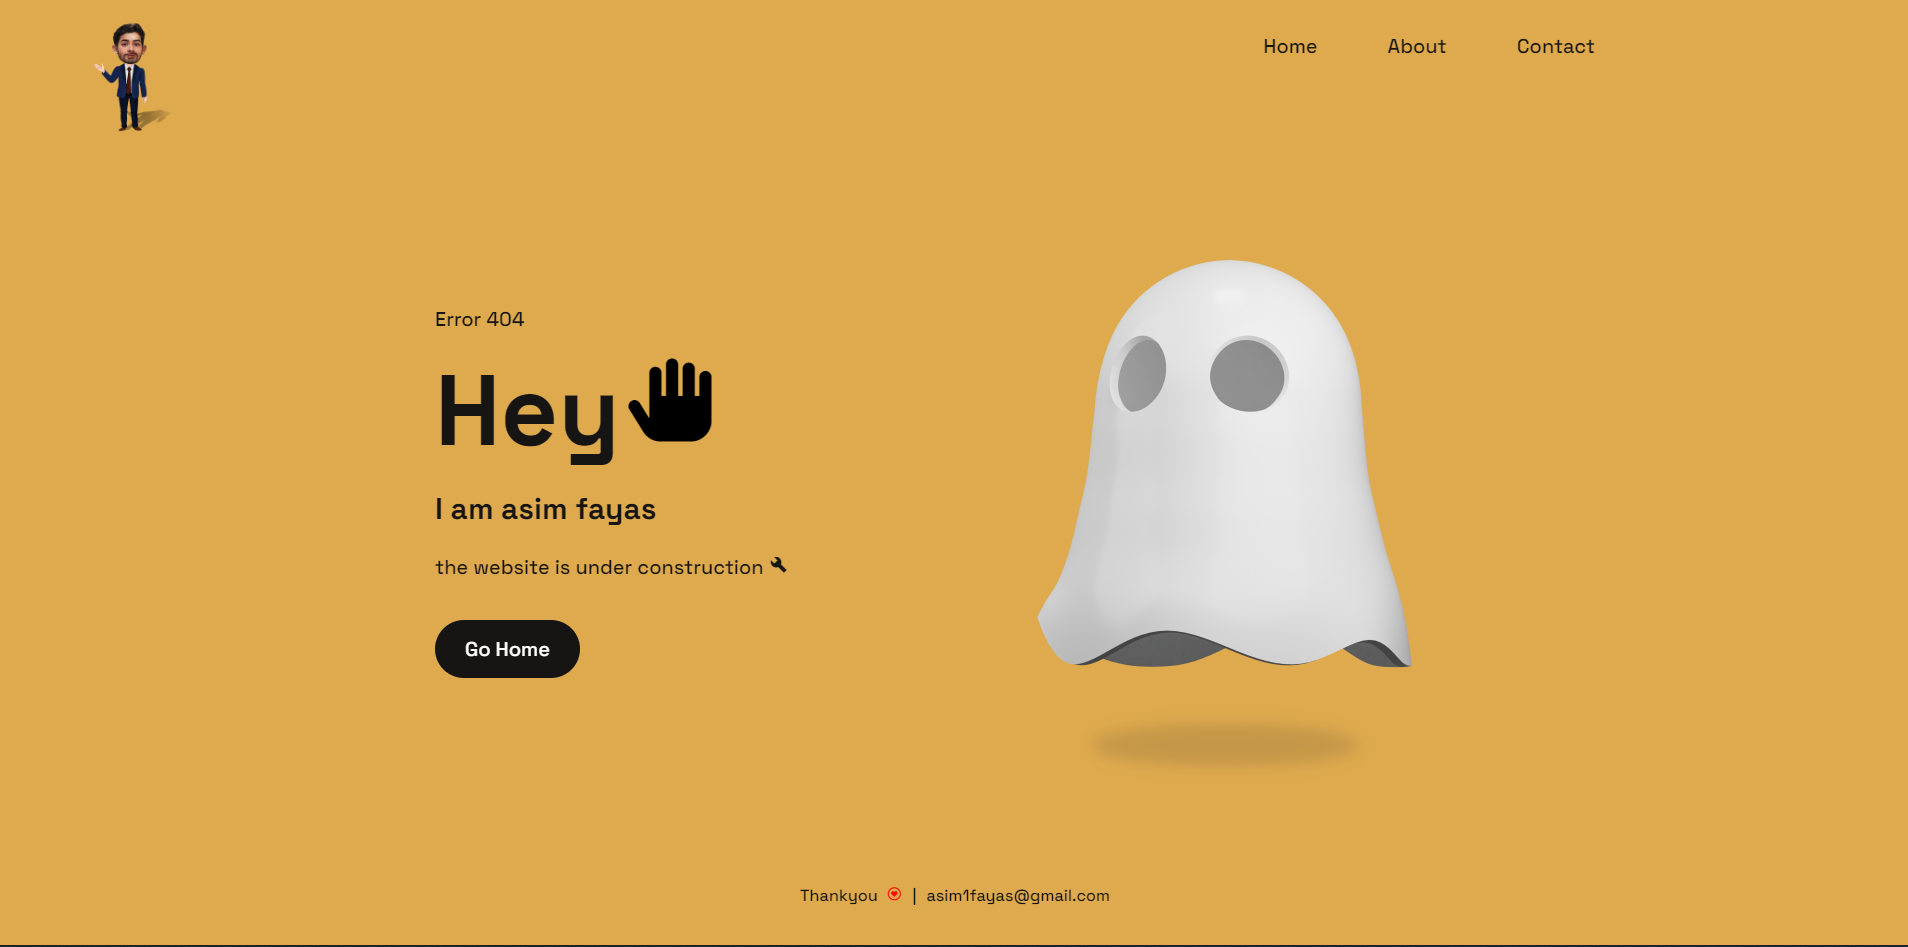 Home About Contact
Error 404
Hey
I am asim fayas
the website is under construction
Go Home
Thankyou | asim1fayas@gmail.com